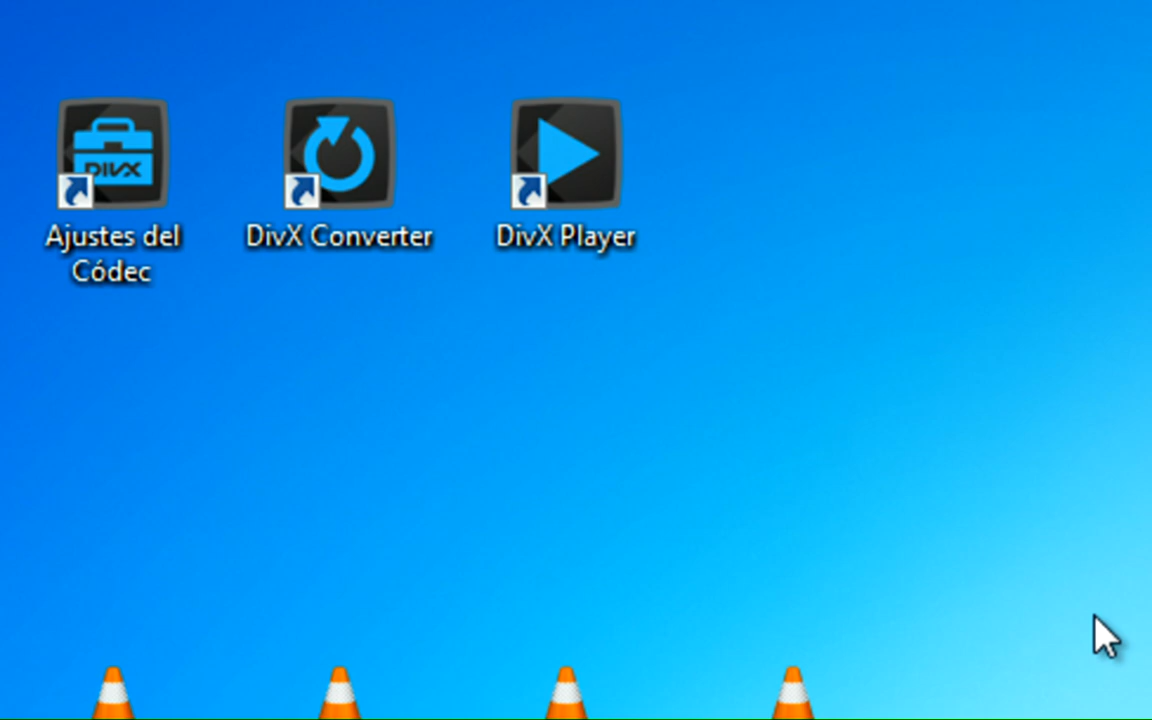 DIVX
Ajustes del
Códec
DivX Converter
DivX Player